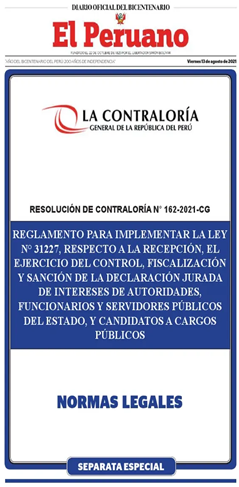 DIARIO OFICIAL DEL BICENTENARIO
El Peruano
FUNDADO EL 22 DE OCTUBRE DE 1825 POR EL LIBERTADOR SIMÓN BOLÍVAR
"AÑO DEL BICENTENARIO DEL PERÚ: 200 AÑOS DE INDEPENDENCIA"
Viernes 13 de agosto de 2021
LA CONTRALORÍA
GENERAL DE LA REPÚBLICA DEL PERÚ
RESOLUCIÓN DE CONTRALORÍA N° 162-2021-CG
REGLAMENTO PARA IMPLEMENTAR LA LEY
N° 31227, RESPECTO A LA RECEPCIÓN, EL
EJERCICIO DEL CONTROL, FISCALIZACIÓN
Y SANCIÓN DE LA DECLARACIÓN JURADA
DE INTERESES DE AUTORIDADES,
FUNCIONARIOS Y SERVIDORES PÚBLICOS
DEL ESTADO, Y CANDIDATOS A CARGOS
PÚBLICOS
NORMAS LEGALES
SEPARATA ESPECIAL